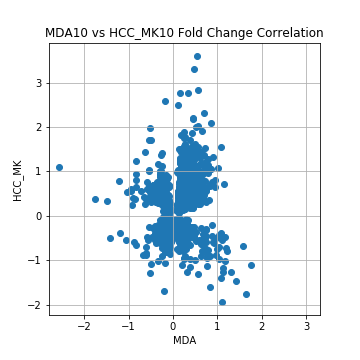 MDA10 vs HCC_MK10 Fold Change Correlation
3
2
1
0
−1
−2
HCC_MK
−2 −1 0 1 2 3
MDA